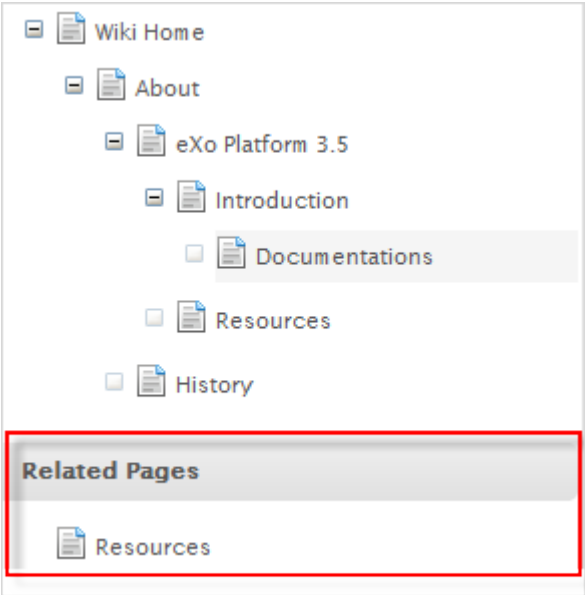 Wiki Home
About
eXo Platform 3.5
Introduction
Documentations
Resources
History
Related Pages
Resources